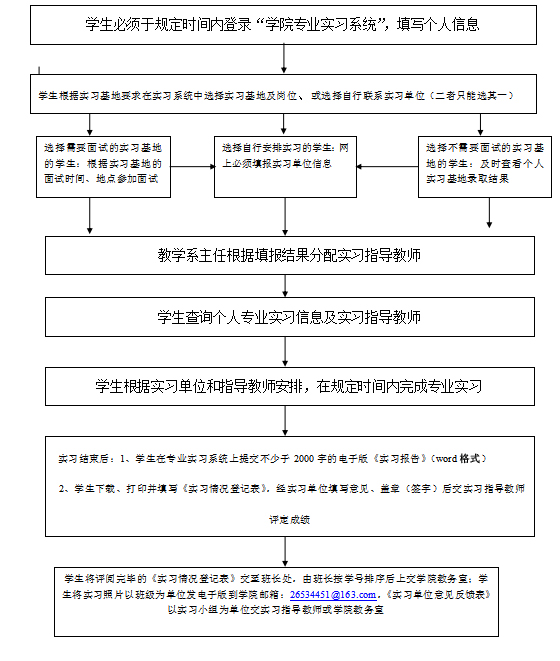 学生必须于规定时间内登录“学院专业实习系统”，填写个人信息
学生根据实习基地要求在实习系统中选择实习基地及岗位、或选择自行联系实习单位（二者只能选其一）
选择需要面试的实习基地
的学生：根据实习基地的
面试时间、地点参加面试
选择自行安排实习的学生：网
上必须填报实习单位信息
选择不需要面试的实习基
地的学生：及时查看个人
实习基地录取结果
教学系主任根据填报结果分配实习指导教师
学生查询个人专业实习信息及实习指导教师
学生根据实习单位和指导教师安排，在规定时间内完成专业实习
实习结束后：1、学生在专业实习系统上提交不少于 2000 字的电子版《实习报告》（word 格式）
2、学生下载、打印并填写《实习情况登记表》，经实习单位填写意见、盖章（签字）后交实习指导教师
评定成绩
学生将评阅完毕的《实习情况登记表》交至班长处，由班长按学号排序后上交学院教务室；学
生将实习照片以班级为单位发电子版到学院邮箱：26534451@163.com，《实习单位意见反馈表》
以实习小组为单位交实习指导教师或学院教务室